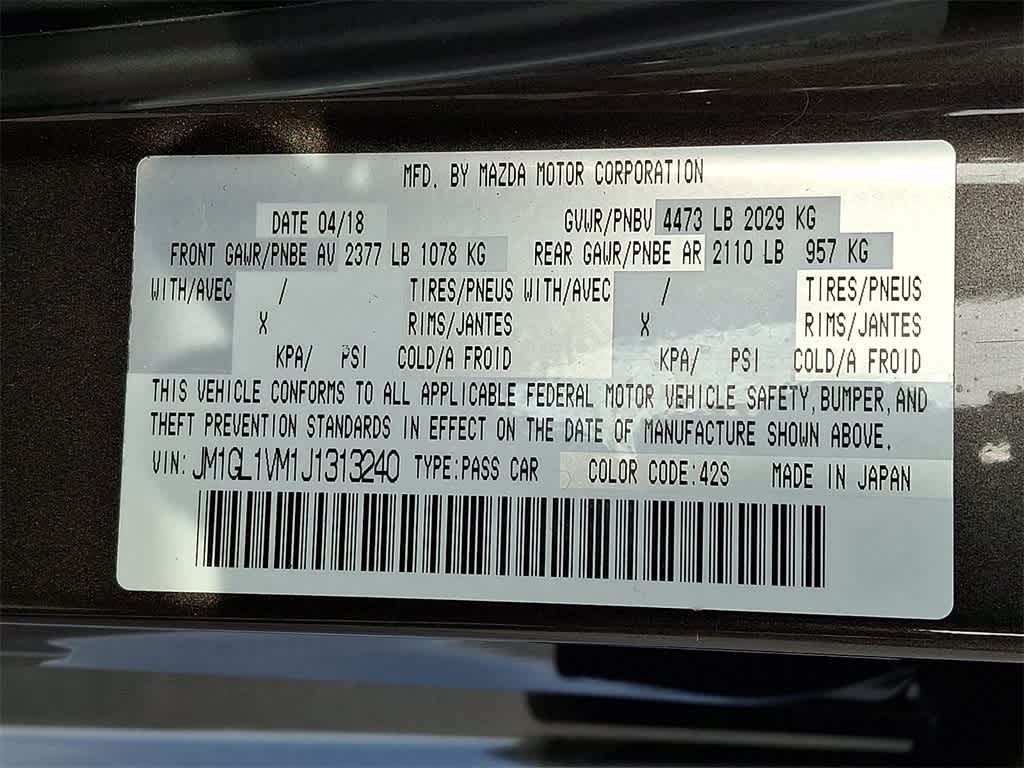 MFD. BY MAZDA MOTOR CORPORATION
DATE 04/18 GVWR/PNBV 4473 LB 2029 KG
FRONT GAWR/PNBE AV 2377 LB 1078 KG REAR GAWR/PNBE AR 2110 LB 957 KG
WITH/AVEC / TIRES/PNEUS WITH/AVEC / TIRES/PNEUS
X RIMS/JANTES X RIMS/JANTES
KPA/ PSI COLD/A FROID KPA/ PSI COLD/A FROID
THIS VEHICLE CONFORMS TO ALL APPLICABLE FEDERAL MOTOR VEHICLE SAFETY, BUMPER, AND
THEFT PREVENTION STANDARDS IN EFFECT ON THE DATE OF MANUFACTURE SHOWN ABOVE.
VIN: JM1GL1VM1J1313240 TYPE:PASS CAR COLOR CODE:42S MADE IN JAPAN